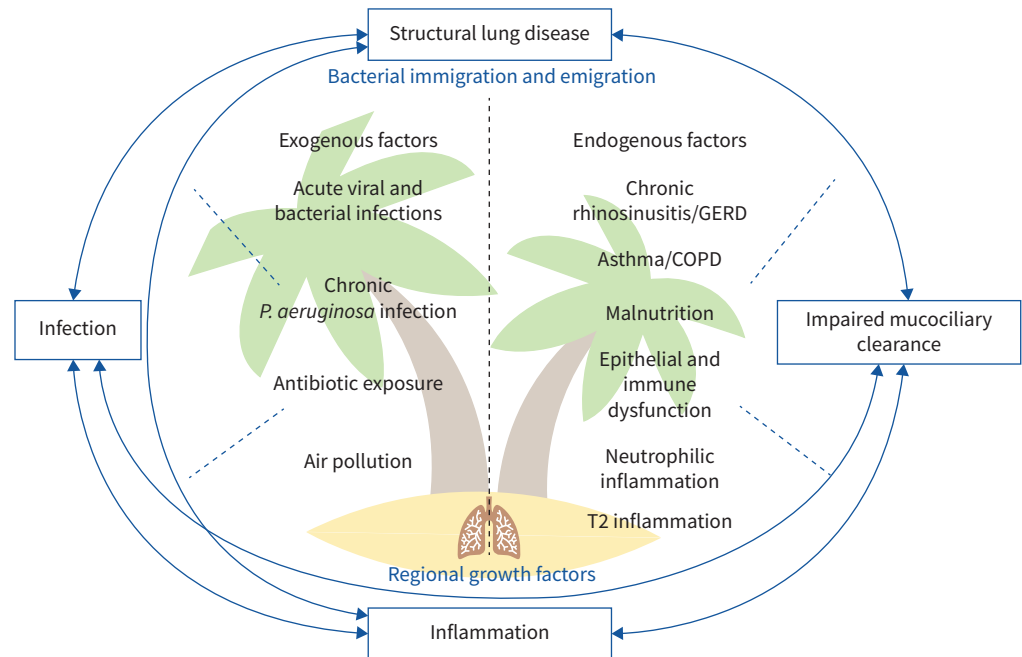 Structural lung disease
Bacterial immigration and emigration
Exogenous factors
Acute viral and
bacterial infections
Chronic
P. aeruginosa infection
Antibiotic exposure
Air pollution
Endogenous factors
Chronic
rhinosinusitis/GERD
Asthma/COPD
Malnutrition
Epithelial and
immune
dysfunction
Neutrophilic
inflammation
T2 inflammation
Infection
Impaired mucociliary
clearance
Regional growth factors
Inflammation